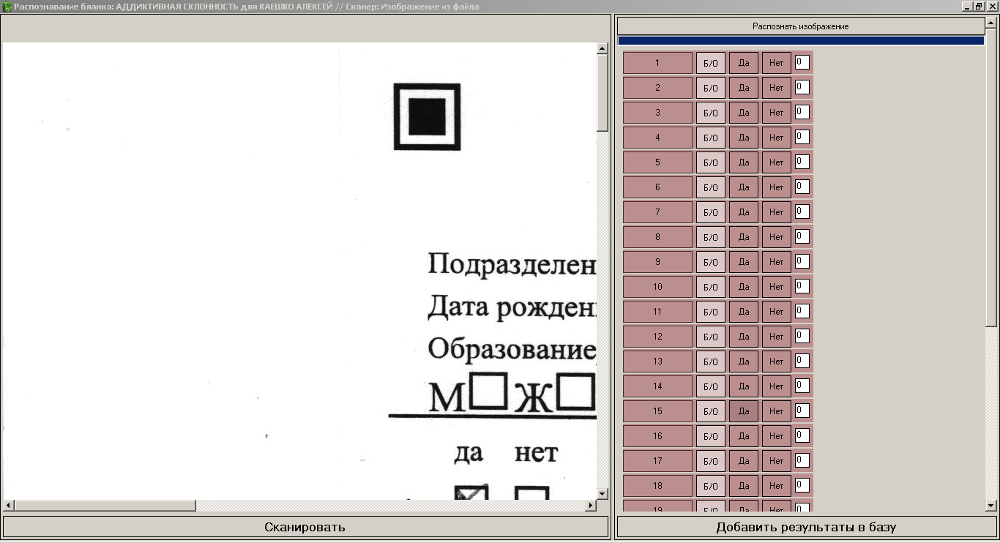 Распознавание бланка: АДДИКТИВНАЯ СКЛОННОСТЬ для КАЕШКО АЛЕКСЕЙ // Сканер: Изображение из файла
Подразделен
Дата рожден
Образование
М Ж
да нет
Сканировать
Распознать изображение
1 Б/О Да Нет 0
2 Б/О Да Нет 0
3 Б/О Да Нет 0
4 Б/О Да Нет 0
5 Б/О Да Нет 0
6 Б/О Да Нет 0
7 Б/О Да Нет 0
8 Б/О Да Нет 0
9 Б/О Да Нет 0
10 Б/О Да Нет 0
11 Б/О Да Нет 0
12 Б/О Да Нет 0
13 Б/О Да Нет 0
14 Б/О Да Нет 0
15 Б/О Да Нет 0
16 Б/О Да Нет 0
17 Б/О Да Нет 0
18 Б/О Да Нет 0
19 Б/О Да Нет 0
Добавить результаты в базу